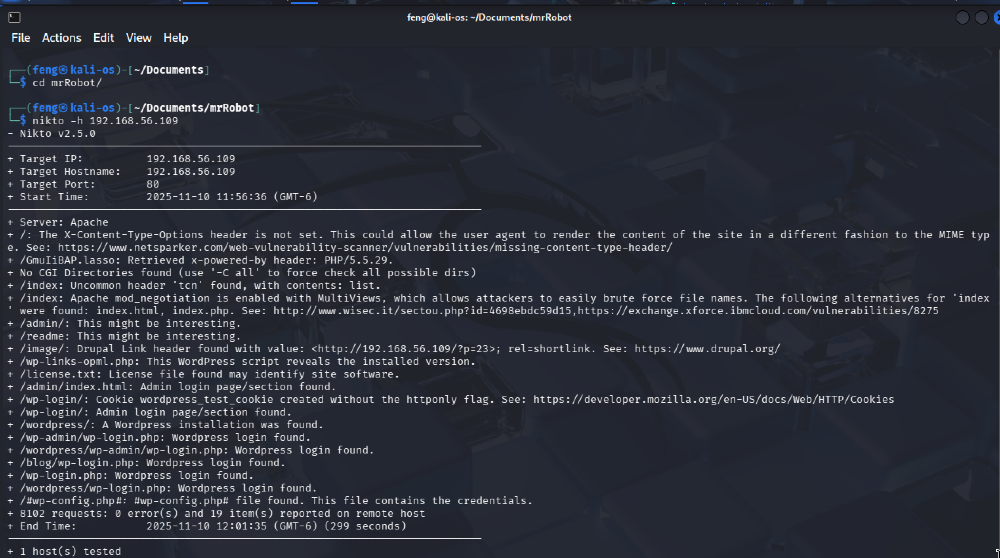 feng@kali-os: ~/Documents/mrRobot
File Actions Edit View Help
┌──(feng㉿kali-os)-[~/Documents]
└─$ cd mrRobot/
┌──(feng㉿kali-os)-[~/Documents/mrRobot]
└─$ nikto -h 192.168.56.109
- Nikto v2.5.0
+ Target IP: 192.168.56.109
+ Target Hostname: 192.168.56.109
+ Target Port: 80
+ Start Time: 2025-11-10 11:56:36 (GMT-6)
+ Server: Apache
+ /: The X-Content-Type-Options header is not set. This could allow the user agent to render the content of the site in a different fashion to the MIME typ
e. See: https://www.netsparker.com/web-vulnerability-scanner/vulnerabilities/missing-content-type-header/
+ /GmuIiBAP.lasso: Retrieved x-powered-by header: PHP/5.5.29.
+ No CGI Directories found (use '-C all' to force check all possible dirs)
+ /index: Uncommon header 'tcn' found, with contents: list.
+ /index: Apache mod_negotiation is enabled with MultiViews, which allows attackers to easily brute force file names. The following alternatives for 'index
' were found: index.html, index.php. See: http://www.wisec.it/sectou.php?id=4698ebdc59d15,https://exchange.xforce.ibmcloud.com/vulnerabilities/8275
+ /admin/: This might be interesting.
+ /readme: This might be interesting.
+ /image/: Drupal Link header found with value: <http://192.168.56.109/?p=23>; rel=shortlink. See: https://www.drupal.org/
+ /wp-links-opml.php: This WordPress script reveals the installed version.
+ /license.txt: License file found may identify site software.
+ /admin/index.html: Admin login page/section found.
+ /wp-login/: Cookie wordpress_test_cookie created without the httponly flag. See: https://developer.mozilla.org/en-US/docs/Web/HTTP/Cookies
+ /wp-login/: Admin login page/section found.
+ /wordpress/: A Wordpress installation was found.
+ /wp-admin/wp-login.php: Wordpress login found.
+ /wordpress/wp-admin/wp-login.php: Wordpress login found.
+ /blog/wp-login.php: Wordpress login found.
+ /wp-login.php: Wordpress login found.
+ /wordpress/wp-login.php: Wordpress login found.
+ /#wp-config.php#: #wp-config.php# file found. This file contains the credentials.
+ 8102 requests: 0 error(s) and 19 item(s) reported on remote host
+ End Time: 2025-11-10 12:01:35 (GMT-6) (299 seconds)
+ 1 host(s) tested
File System
Trash